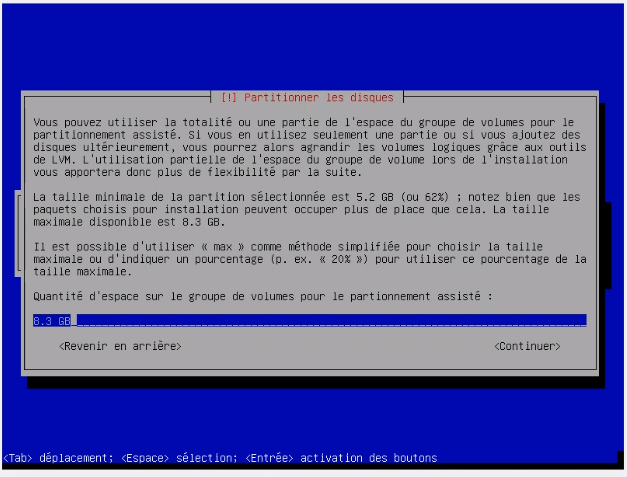 [!] Partitionner les disques
Vous pouvez utiliser la totalité ou une partie de l'espace du groupe de volumes pour le
partitionnement assisté. Si vous en utilisez seulement une partie ou si vous ajoutez des
disques ultérieurement, vous pourrez alors agrandir les volumes logiques grâce aux outils
de LVM. L'utilisation partielle de l'espace du groupe de volume lors de l'installation
vous apportera donc plus de flexibilité par la suite.
La taille minimale de la partition sélectionnée est 5.2 GB (ou 62%) ; notez bien que les
paquets choisis pour installation peuvent occuper plus de place que cela. La taille
maximale disponible est 8.3 GB.
Il est possible d'utiliser « max » comme méthode simplifiée pour choisir la taille
maximale ou d'indiquer un pourcentage (p. ex. « 20% ») pour utiliser ce pourcentage de la
taille maximale.
Quantité d'espace sur le groupe de volumes pour le partionnement assisté :
8.3 GB
<Revenir en arrière> <Continuer>
<Tab> déplacement; <Espace> sélection; <Entrée> activation des boutons